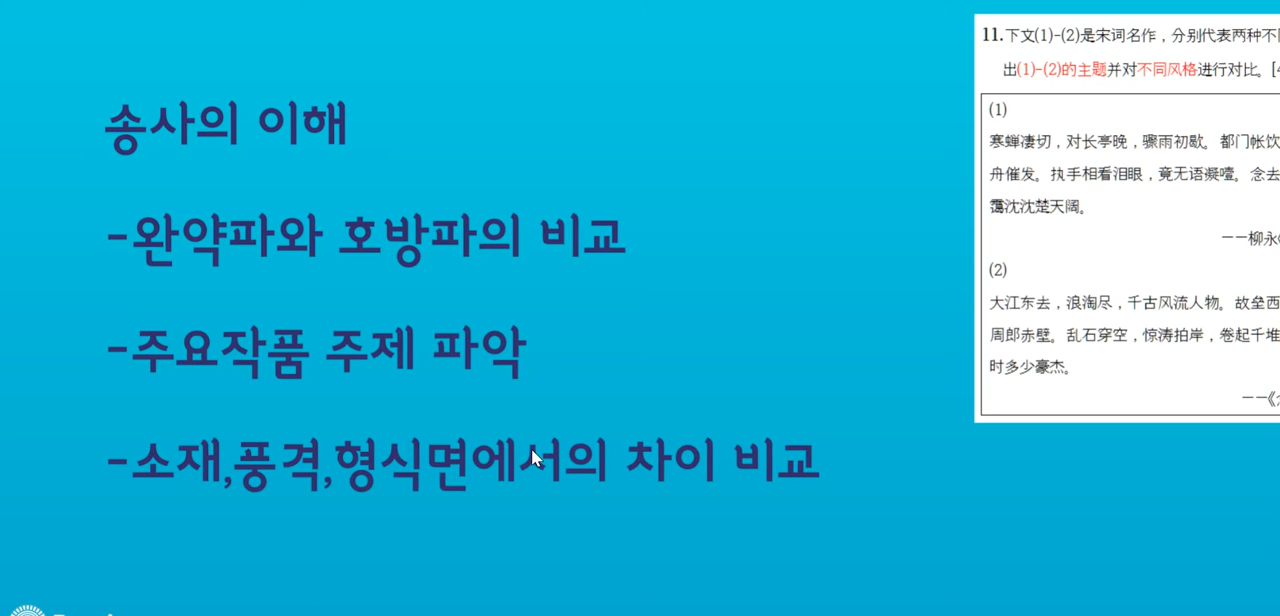 송사의 이해
-완약파와 호방파의 비교
-주요작품 주제 파악
-소재,풍격,형식면에서의 차이 비교
11.下文(1)-(2)是宋词名作，分别代表两种不
出(1)-(2)的主题并对不同风格进行对比。[
(1)
寒蝉凄切，对长亭晚，骤雨初歇。都门帐饮
舟催发。执手相看泪眼，竟无语凝噎。念去
霭沈沈楚天阔。
——柳永
(2)
大江东去，浪淘尽，千古风流人物。故垒西
周郎赤壁。乱石穿空，惊涛拍岸，卷起千堆
时多少豪杰。
——《